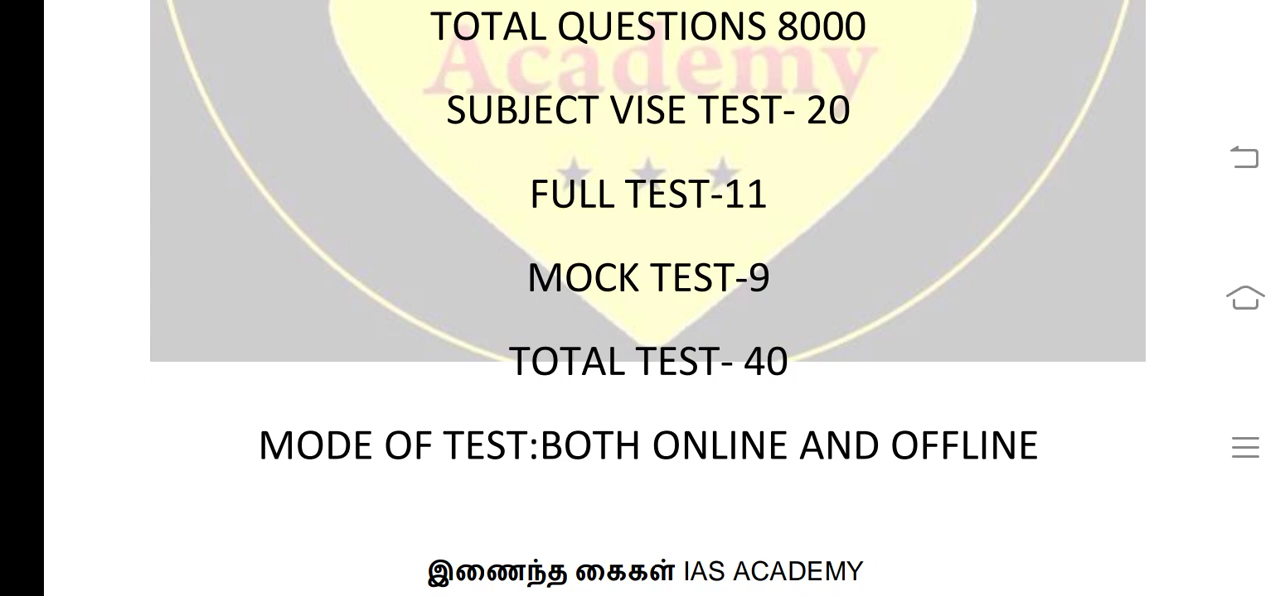 TOTAL QUESTIONS 8000
Academy
SUBJECT VISE TEST- 20
FULL TEST-11
MOCK TEST-9
TOTAL TEST- 40
MODE OF TEST:BOTH ONLINE AND OFFLINE
இணைந்த கைகள் IAS ACADEMY